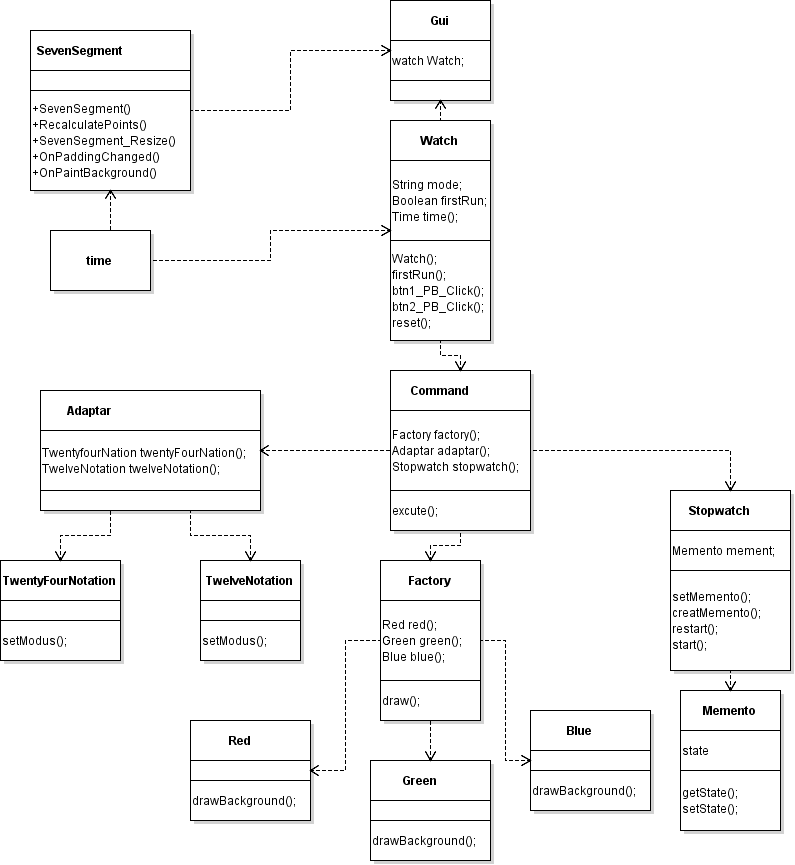 Gui
watch Watch;
SevenSegment
+SevenSegment()
+RecalculatePoints()
+SevenSegment_Resize()
+OnPaddingChanged()
+OnPaintBackground()
Watch
String mode;
Boolean firstRun;
Time time();
Watch();
firstRun();
btn1_PB_Click();
btn2_PB_Click();
reset();
time
Command
Factory factory();
Adaptar adaptar();
Stopwatch stopwatch();
excute();
Adaptar
TwentyfourNation twentyFourNation();
TwelveNotation twelveNotation();
Stopwatch
Memento mement;
setMemento();
creatMemento();
restart();
start();
TwentyFourNotation
setModus();
TwelveNotation
setModus();
Factory
Red red();
Green green();
Blue blue();
draw();
Memento
state
getState();
setState();
Red
drawBackground();
Green
drawBackground();
Blue
drawBackground();